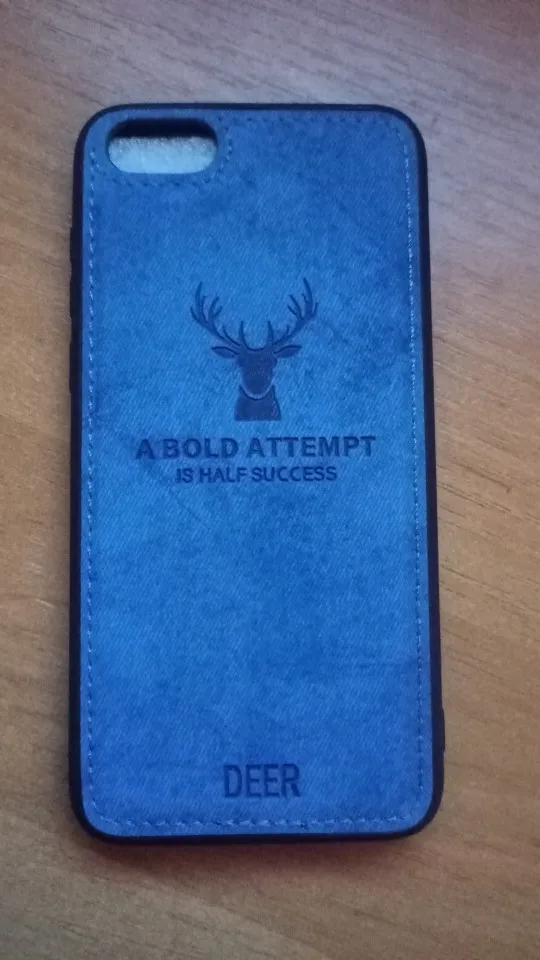 A BOLD ATTEMPT
IS HALF SUCCESS
DEER